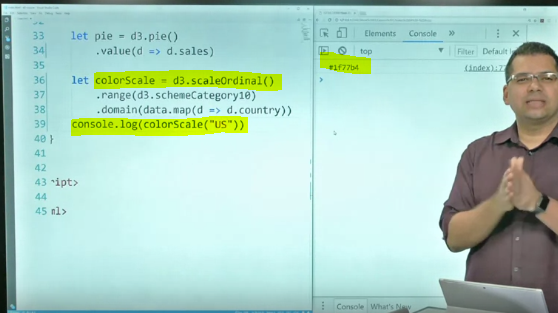 33 let pie = d3.pie()
34 .value(d => d.sales)
35
36 let colorScale = d3.scaleOrdinal()
37 .range(d3.schemeCategory10)
38 .domain(data.map(d => d.country))
39 console.log(colorScale("US"))
40 }
41
42
43 ript>
44
45 ml>
Elements Console »
top Filter
#1f77b4 (index):7
>
Console What's New